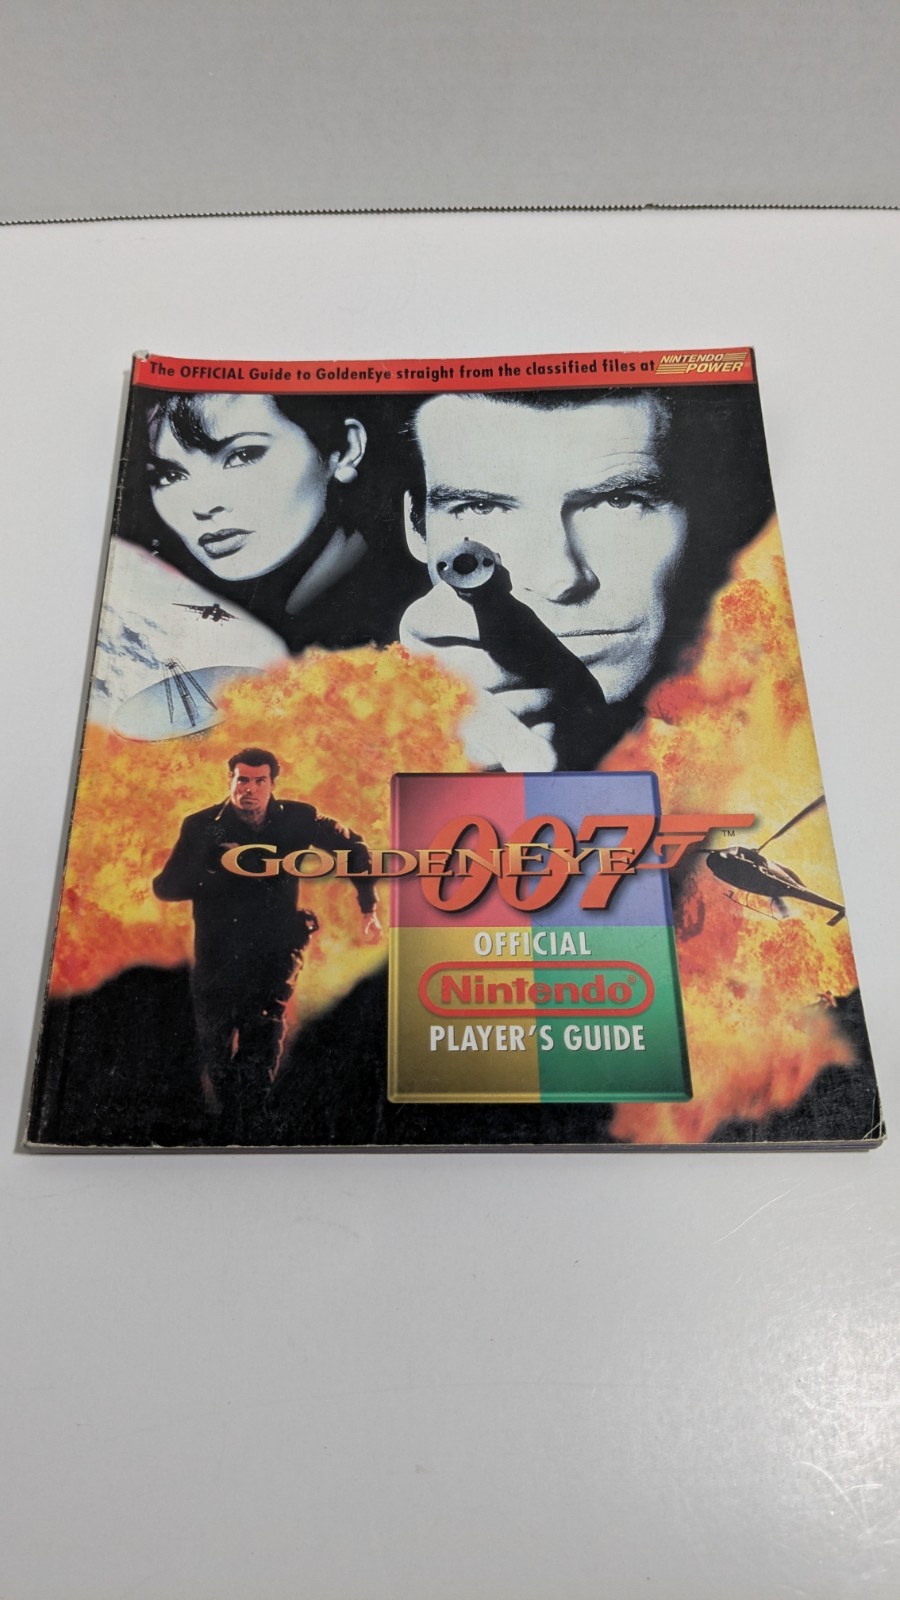 The OFFICIAL Guide to GoldenEye straight from the classified files at NINTENDO POWER®
GOLDENEYE 007 ™
OFFICIAL
Nintendo®
PLAYER'S GUIDE